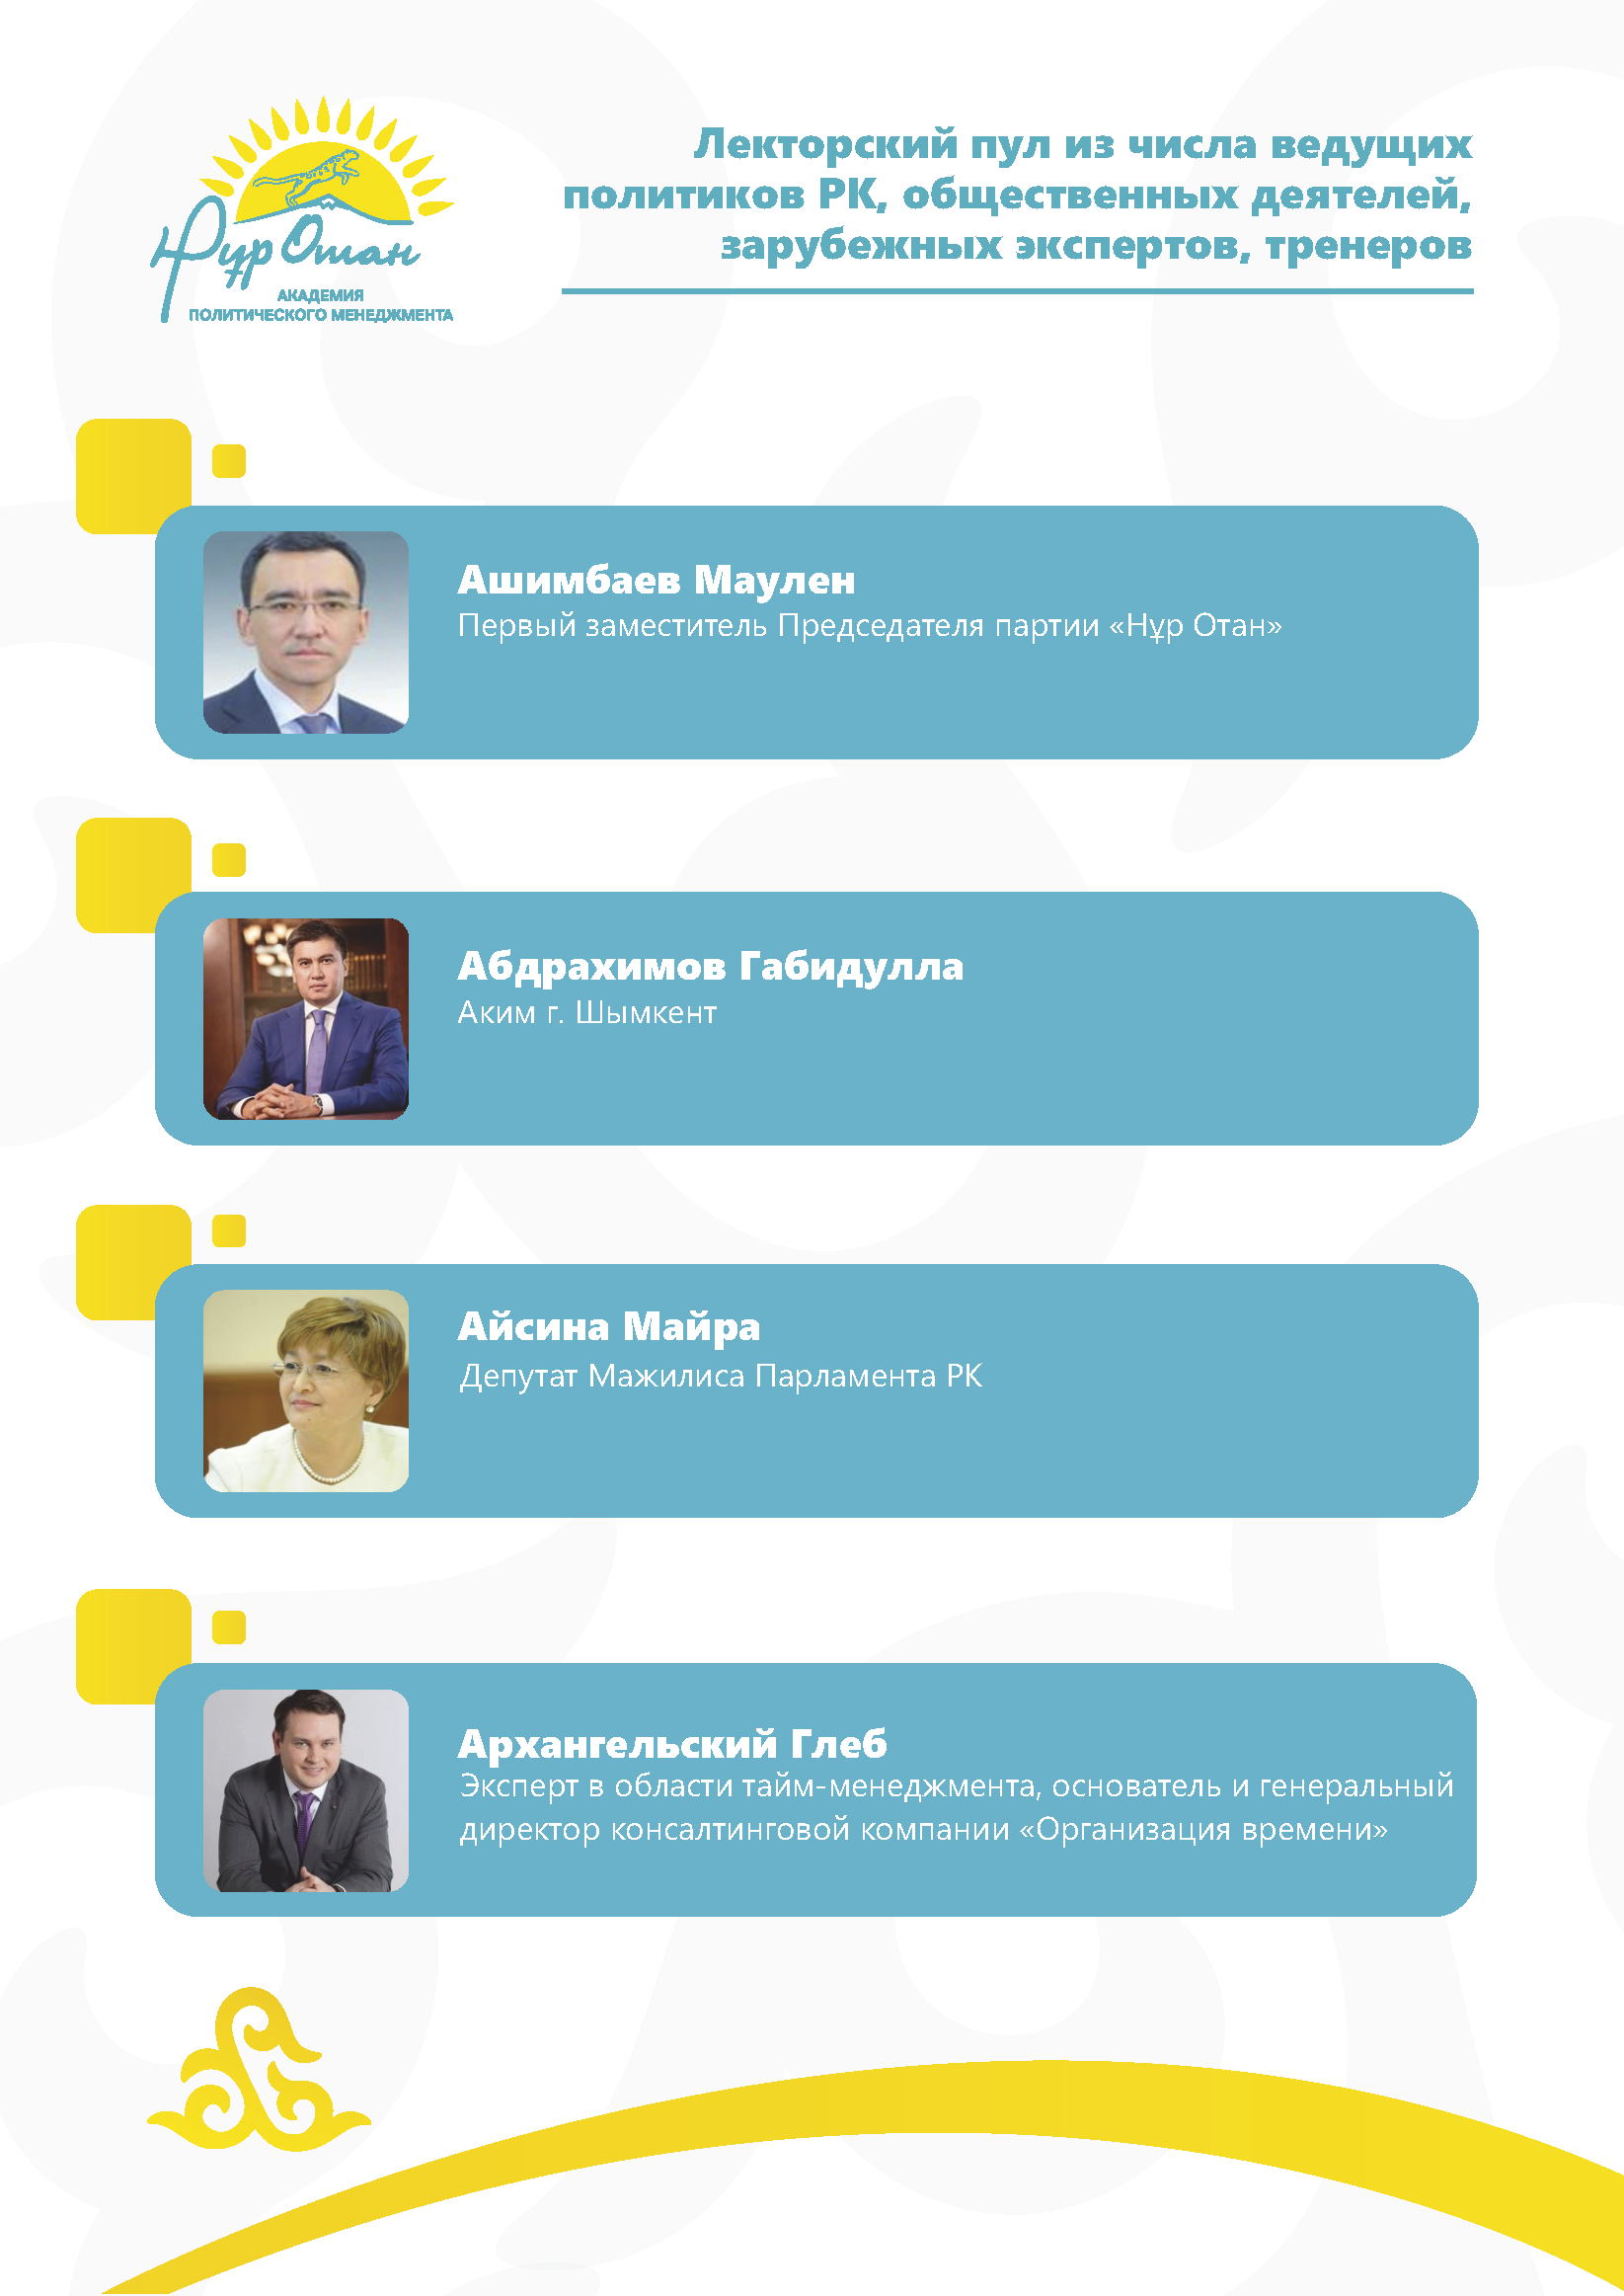 Нұр Отан
АКАДЕМИЯ
ПОЛИТИЧЕСКОГО МЕНЕДЖМЕНТА
Лекторский пул из числа ведущих
политиков РК, общественных деятелей,
зарубежных экспертов, тренеров
Ашимбаев Маулен
Первый заместитель Председателя партии «Нұр Отан»
Абдрахимов Габидулла
Аким г. Шымкент
Айсина Майра
Депутат Мажилиса Парламента РК
Архангельский Глеб
Эксперт в области тайм-менеджмента, основатель и генеральный
директор консалтинговой компании «Организация времени»